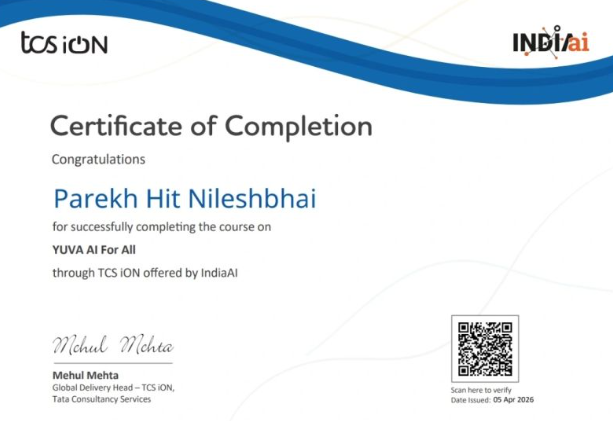 tcs iON
INDIAai
Certificate of Completion
Congratulations
Parekh Hit Nileshbhai
for successfully completing the course on
YUVA AI For All
through TCS iON offered by IndiaAI
Mehul Mehta
Mehul Mehta
Global Delivery Head – TCS iON,
Tata Consultancy Services
Scan here to verify
Date Issued: 05 Apr 2026